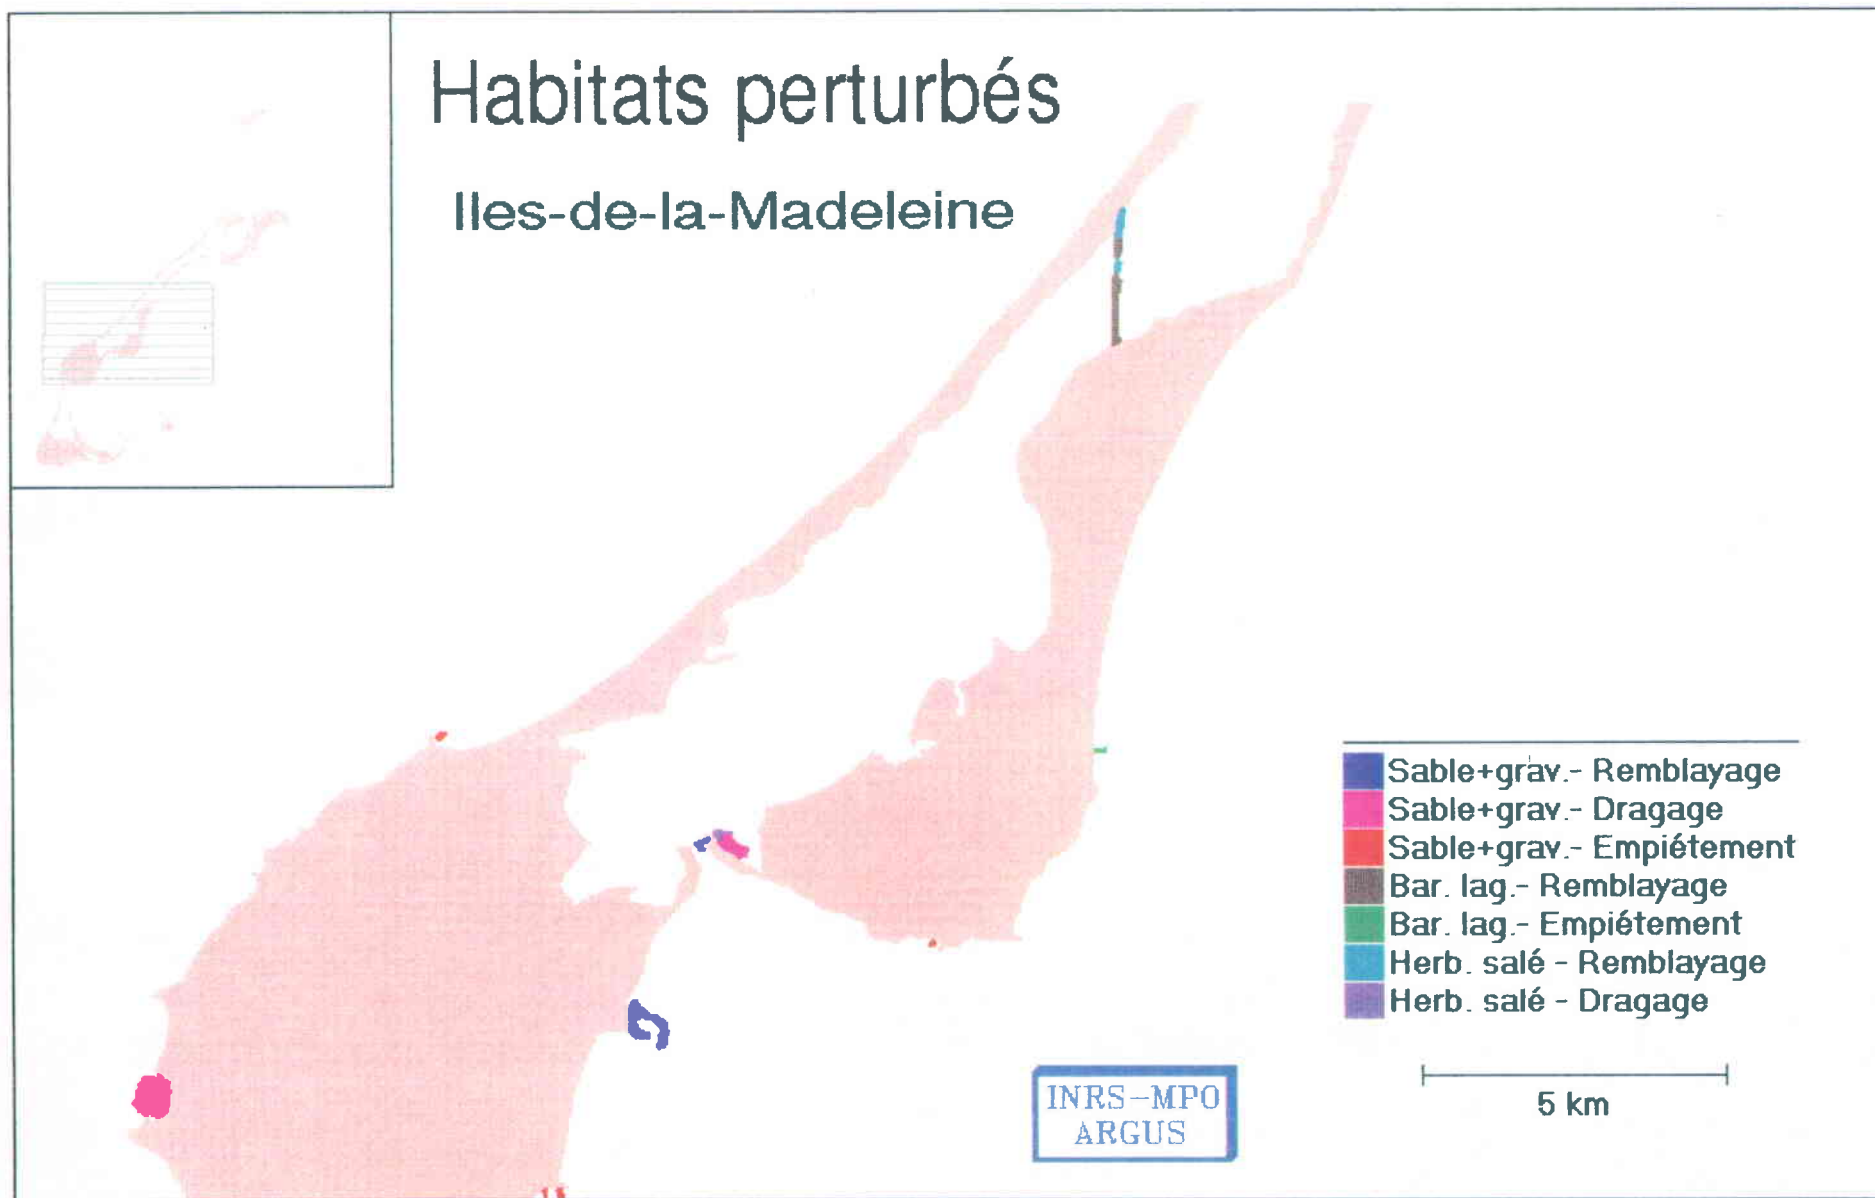 Habitats perturbés
Iles-de-la-Madeleine
Sable+grav.- Remblayage
Sable+grav.- Dragage
Sable+grav.- Empiétement
Bar. lag.- Remblayage
Bar. lag.- Empiétement
Herb. salé - Remblayage
Herb. salé - Dragage
5 km
INRS-MPO
ARGUS